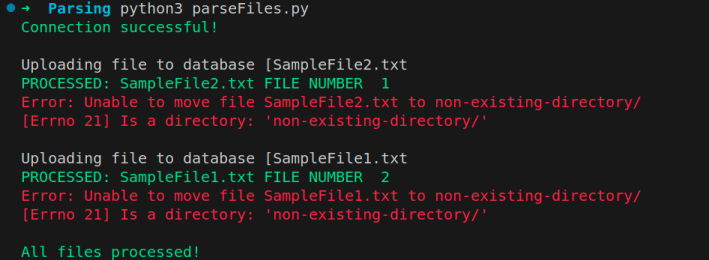 ➜ Parsing python3 parseFiles.py
Connection successful!
Uploading file to database [SampleFile2.txt
PROCESSED: SampleFile2.txt FILE NUMBER 1
Error: Unable to move file SampleFile2.txt to non-existing-directory/
[Errno 21] Is a directory: 'non-existing-directory/'
Uploading file to database [SampleFile1.txt
PROCESSED: SampleFile1.txt FILE NUMBER 2
Error: Unable to move file SampleFile1.txt to non-existing-directory/
[Errno 21] Is a directory: 'non-existing-directory/'
All files processed!